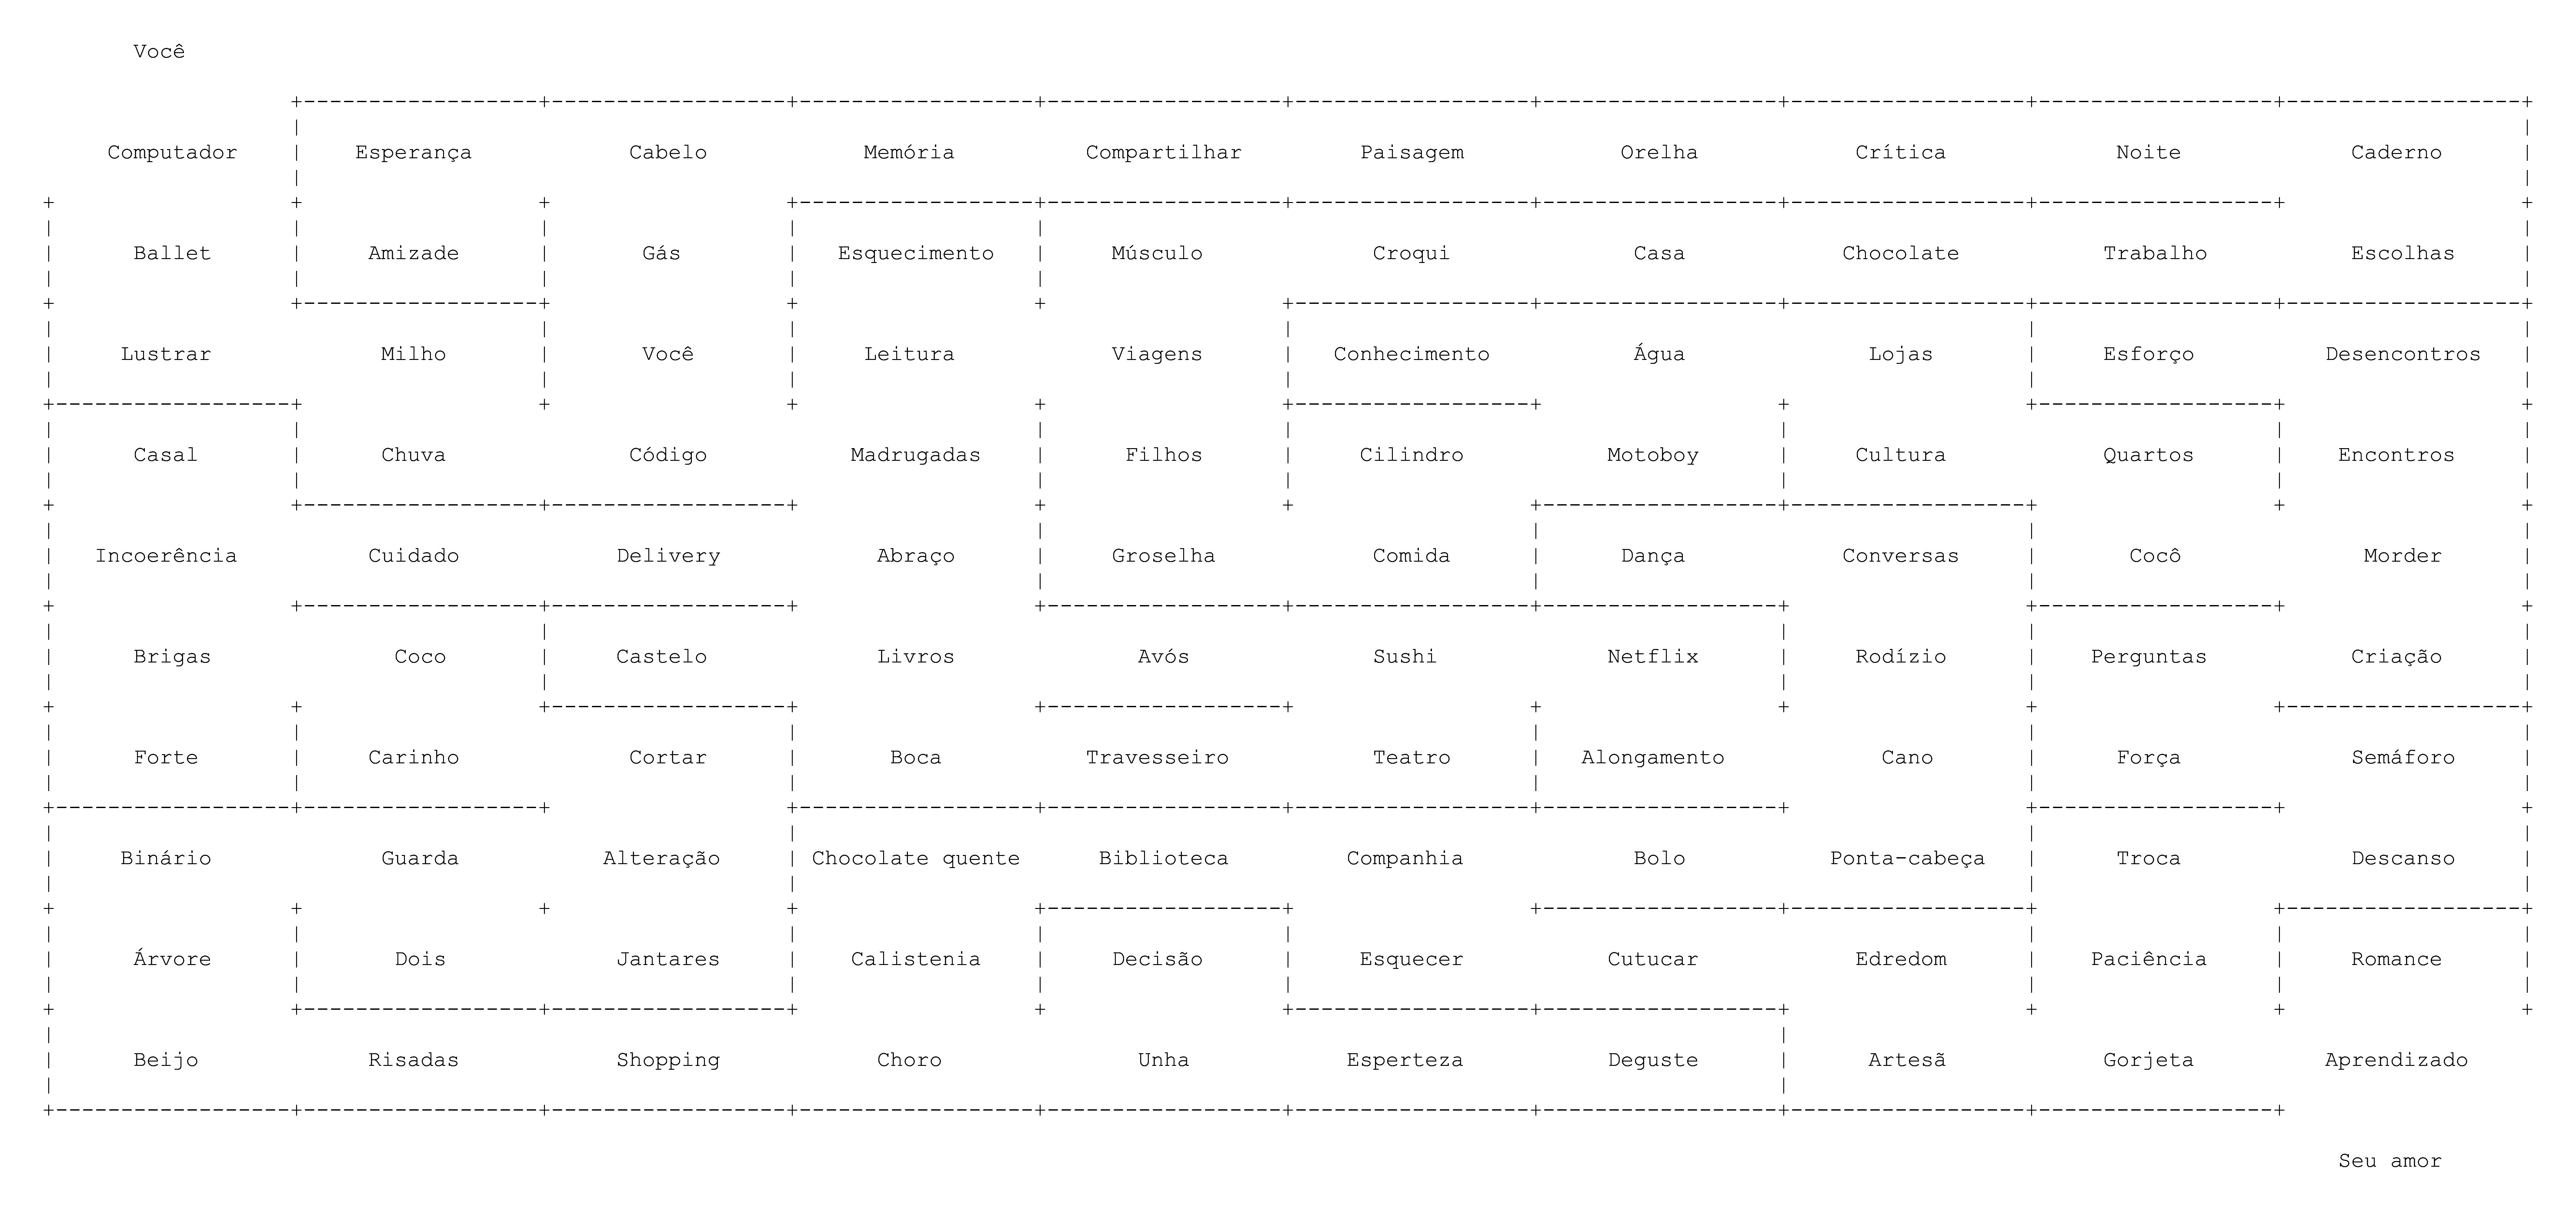 Você
Computador Esperança Cabelo Memória Compartilhar Paisagem Orelha Crítica Noite Caderno
Ballet Amizade Gás Esquecimento Músculo Croqui Casa Chocolate Trabalho Escolhas
Lustrar Milho Você Leitura Viagens Conhecimento Água Lojas Esforço Desencontros
Casal Chuva Código Madrugadas Filhos Cilindro Motoboy Cultura Quartos Encontros
Incoerência Cuidado Delivery Abraço Groselha Comida Dança Conversas Cocô Morder
Brigas Coco Castelo Livros Avós Sushi Netflix Rodízio Perguntas Criação
Forte Carinho Cortar Boca Travesseiro Teatro Alongamento Cano Força Semáforo
Binário Guarda Alteração Chocolate quente Biblioteca Companhia Bolo Ponta-cabeça Troca Descanso
Árvore Dois Jantares Calistenia Decisão Esquecer Cutucar Edredom Paciência Romance
Beijo Risadas Shopping Choro Unha Esperteza Deguste Artesã Gorjeta Aprendizado
Seu amor